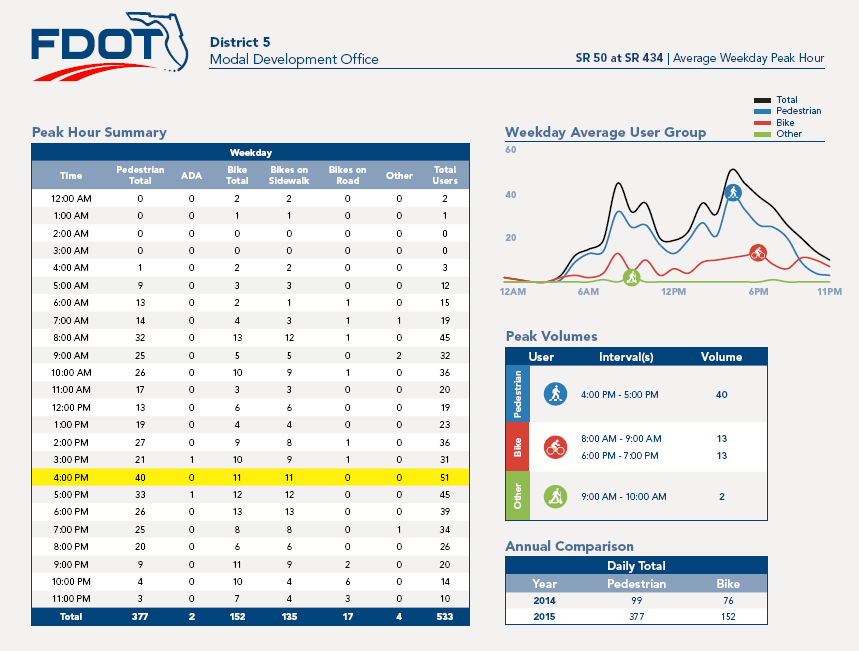 FDOT
District 5
Modal Development Office
SR 50 at SR 434 | Average Weekday Peak Hour
Peak Hour Summary
Weekday
Time Pedestrian Total ADA Bike Total Bikes on Sidewalk Bikes on Road Other Total Users
12:00 AM 0 0 2 2 0 0 2
1:00 AM 0 0 1 1 0 0 1
2:00 AM 0 0 0 0 0 0 0
3:00 AM 0 0 0 0 0 0 0
4:00 AM 1 0 2 2 0 0 3
5:00 AM 9 0 3 3 0 0 12
6:00 AM 13 0 2 1 1 0 15
7:00 AM 14 0 4 3 1 1 19
8:00 AM 32 0 13 12 1 0 45
9:00 AM 25 0 5 5 0 2 32
10:00 AM 26 0 10 9 1 0 36
11:00 AM 17 0 3 3 0 0 20
12:00 PM 13 0 6 6 0 0 19
1:00 PM 19 0 4 4 0 0 23
2:00 PM 27 0 9 8 1 0 36
3:00 PM 21 1 10 9 1 0 31
4:00 PM 40 0 11 11 0 0 51
5:00 PM 33 1 12 12 0 0 45
6:00 PM 26 0 13 13 0 0 39
7:00 PM 25 0 8 8 0 1 34
8:00 PM 20 0 6 6 0 0 26
9:00 PM 9 0 11 9 2 0 20
10:00 PM 4 0 10 4 6 0 14
11:00 PM 3 0 7 4 3 0 10
Total 377 2 152 135 17 4 533
Weekday Average User Group
Total
Pedestrian
Bike
Other
60
40
20
12AM 6AM 12PM 6PM 11PM
Peak Volumes
User Interval(s) Volume
Pedestrian 4:00 PM - 5:00 PM 40
Bike 8:00 AM - 9:00 AM 13
6:00 PM - 7:00 PM 13
Other 9:00 AM - 10:00 AM 2
Annual Comparison
Daily Total
Year Pedestrian Bike
2014 99 76
2015 377 152